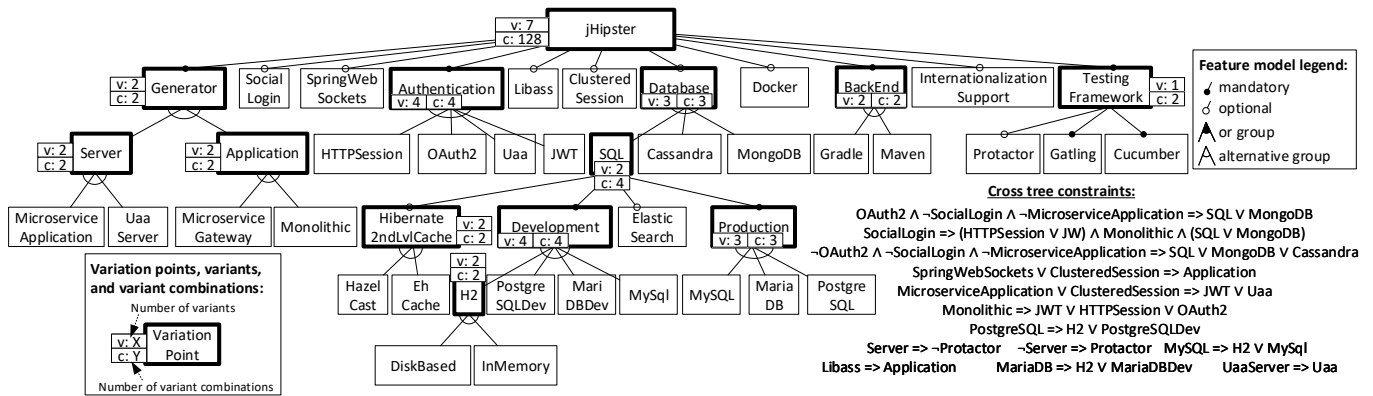 jHipster
v: 7
c: 128
Generator
v: 2
c: 2
Social
Login
SpringWeb
Sockets
Authentication
v: 4 c: 4
Libass
Clustered
Session
Database
v: 3 c: 3
Docker
BackEnd
v: 2 c: 2
Internationalization
Support
Testing
Framework
v: 1
c: 2
Feature model legend:
mandatory
optional
or group
alternative group
Server
v: 2
c: 2
Application
v: 2
c: 2
HTTPSession
OAuth2
Uaa
JWT
SQL
v: 2
c: 4
Cassandra
MongoDB
Gradle
Maven
Protactor
Gatling
Cucumber
Microservice
Application
Uaa
Server
Microservice
Gateway
Monolithic
Hibernate
2ndLvlCache
v: 2
c: 2
Development
v: 4 c: 4
Elastic
Search
Production
v: 3 c: 3
Hazel
Cast
Eh
Cache
v: 2
c: 2
H2
Postgre
SQLDev
Mari
DBDev
MySql
MySQL
Maria
DB
Postgre
SQL
DiskBased
InMemory
Variation points, variants,
and variant combinations:
Number of variants
v: X
c: Y
Variation
Point
Number of variant combinations
Cross tree constraints:
OAuth2 Λ ¬SocialLogin Λ ¬MicroserviceApplication => SQL V MongoDB
SocialLogin => (HTTPSession V JW) Λ Monolithic Λ (SQL V MongoDB)
¬OAuth2 Λ ¬SocialLogin Λ ¬MicroserviceApplication => SQL V MongoDB V Cassandra
SpringWebSockets V ClusteredSession => Application
MicroserviceApplication V ClusteredSession => JWT V Uaa
Monolithic => JWT V HTTPSession V OAuth2
PostgreSQL => H2 V PostgreSQLDev
Server => ¬Protactor ¬Server => Protactor MySQL => H2 V MySql
Libass => Application MariaDB => H2 V MariaDBDev UaaServer => Uaa